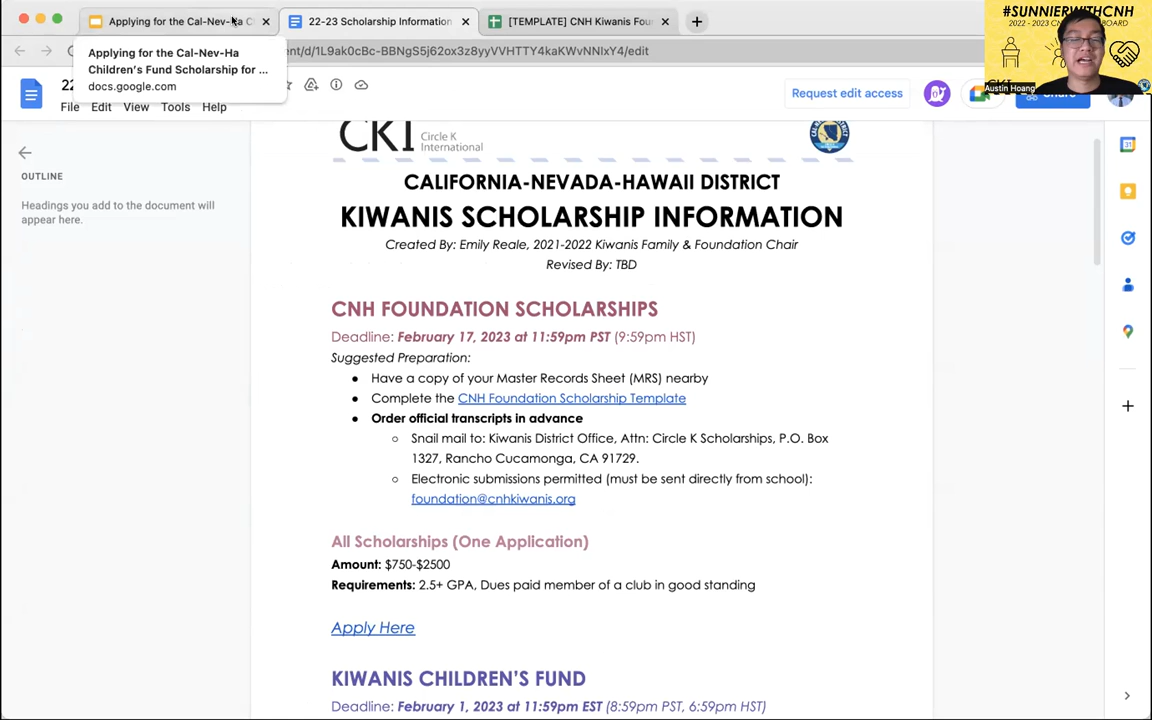 Applying for the Cal-Nev-Ha C
22-23 Scholarship Information
[TEMPLATE] CNH Kiwanis Fou
ent/d/1L9ak0cBc-BBNgS5j62ox3z8yyVVHTTY4kaKWvNNlxY4/edit
Applying for the Cal-Nev-Ha
Children's Fund Scholarship for ...
docs.google.com
#SUNNIERWITHCNH
2022 - 2023 CNH
BOARD
Austin Hoang
22
Request edit access
File Edit View Tools Help
OUTLINE
Headings you add to the document will
appear here.
CKI Circle K
International
CALIFORNIA-NEVADA-HAWAII DISTRICT
KIWANIS SCHOLARSHIP INFORMATION
Created By: Emily Reale, 2021-2022 Kiwanis Family & Foundation Chair
Revised By: TBD
CNH FOUNDATION SCHOLARSHIPS
Deadline: February 17, 2023 at 11:59pm PST (9:59pm HST)
Suggested Preparation:
● Have a copy of your Master Records Sheet (MRS) nearby
● Complete the CNH Foundation Scholarship Template
● Order official transcripts in advance
○ Snail mail to: Kiwanis District Office, Attn: Circle K Scholarships, P.O. Box
1327, Rancho Cucamonga, CA 91729.
○ Electronic submissions permitted (must be sent directly from school):
foundation@cnhkiwanis.org
All Scholarships (One Application)
Amount: $750-$2500
Requirements: 2.5+ GPA, Dues paid member of a club in good standing
Apply Here
KIWANIS CHILDREN'S FUND
Deadline: February 1, 2023 at 11:59pm EST (8:59pm PST, 6:59pm HST)